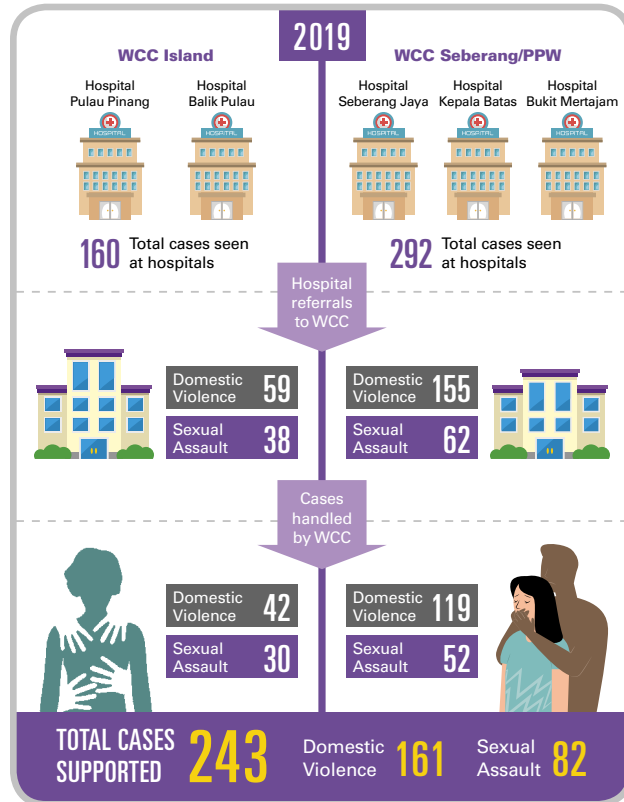 2019
WCC Island
Hospital
Pulau Pinang
Hospital
Balik Pulau
HOSPITAL
HOSPITAL
160 Total cases seen
at hospitals
WCC Seberang/PPW
Hospital
Seberang Jaya
Hospital
Kepala Batas
Hospital
Bukit Mertajam
HOSPITAL
HOSPITAL
HOSPITAL
292 Total cases seen
at hospitals
Hospital
referrals
to WCC
Domestic
Violence 59
Sexual
Assault 38
Domestic
Violence 155
Sexual
Assault 62
Cases
handled
by WCC
Domestic
Violence 42
Sexual
Assault 30
Domestic
Violence 119
Sexual
Assault 52
TOTAL CASES
SUPPORTED 243
Domestic
Violence 161
Sexual
Assault 82